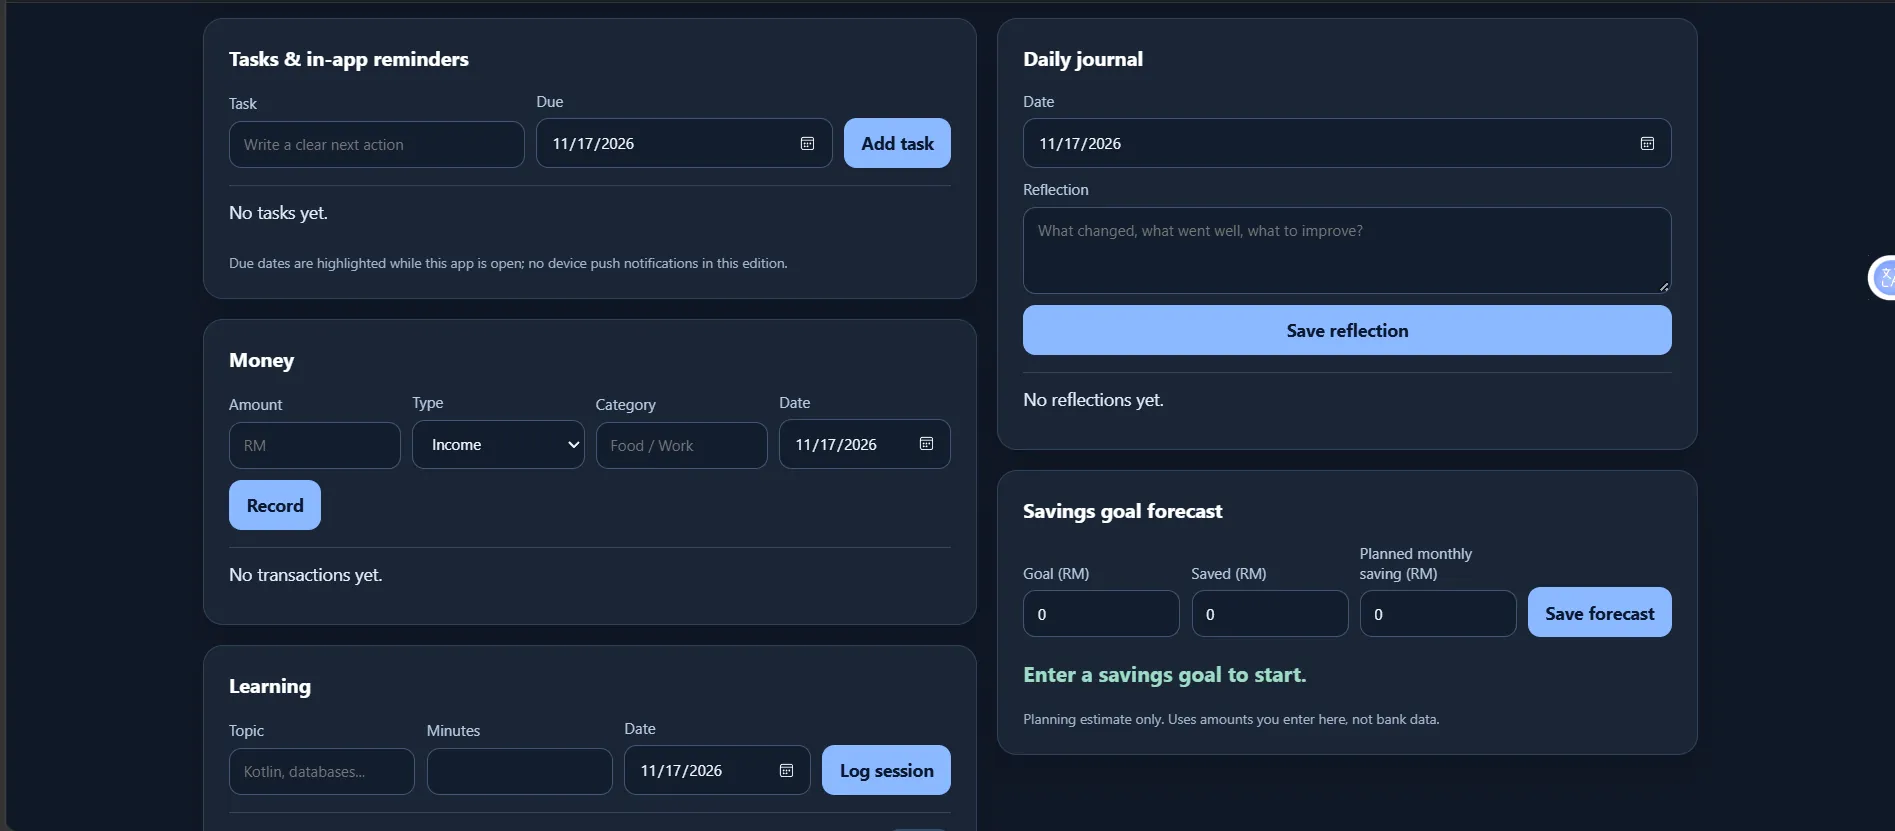 Tasks & in-app reminders
Task
Due
Write a clear next action
11/17/2026
Add task
No tasks yet.
Due dates are highlighted while this app is open; no device push notifications in this edition.
Money
Amount
Type
Category
Date
RM
Income
Food / Work
11/17/2026
Record
No transactions yet.
Learning
Topic
Minutes
Date
Kotlin, databases...
11/17/2026
Log session
Daily journal
Date
11/17/2026
Reflection
What changed, what went well, what to improve?
Save reflection
No reflections yet.
Savings goal forecast
Goal (RM)
Saved (RM)
Planned monthly
saving (RM)
0
0
0
Save forecast
Enter a savings goal to start.
Planning estimate only. Uses amounts you enter here, not bank data.